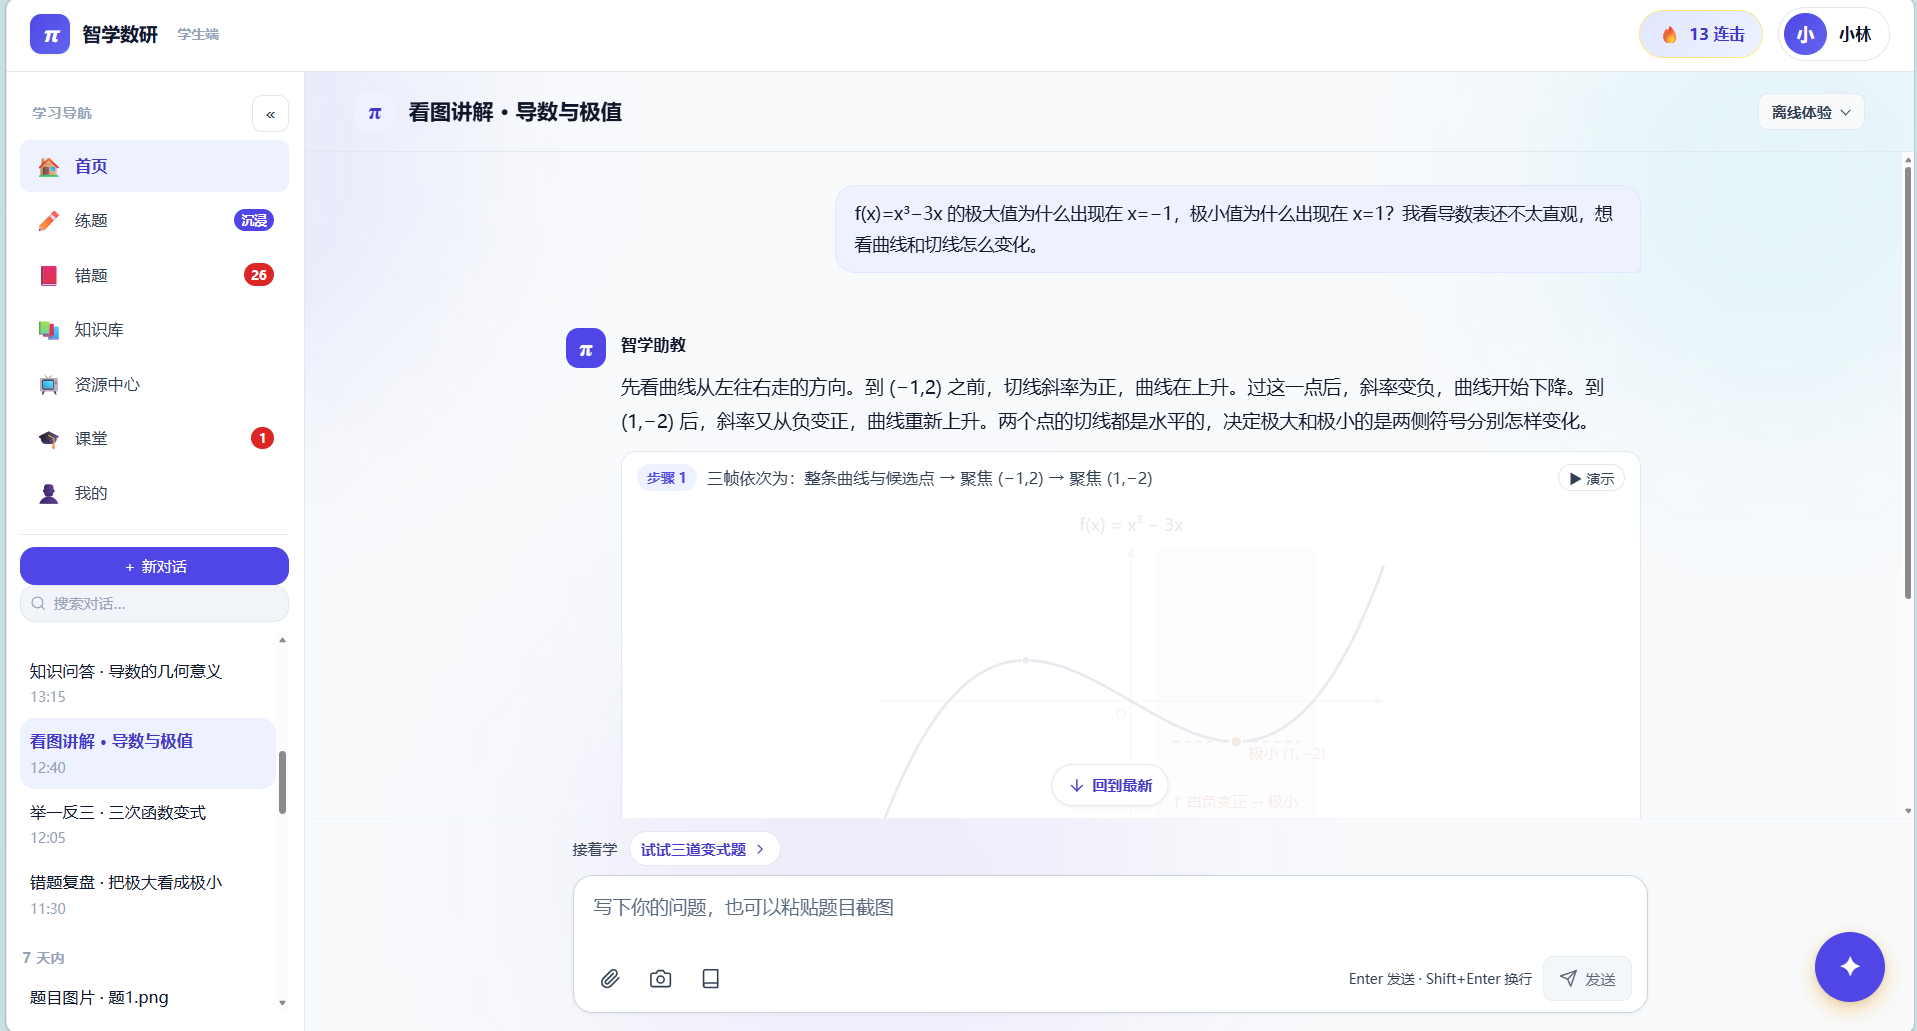 π 智学数研 学生端
13 连击
小 小林
学习导航 «
首页
练题 沉浸
错题 26
知识库
资源中心
课堂 1
我的
+ 新对话
搜索对话...
知识问答 · 导数的几何意义
13:15
看图讲解 • 导数与极值
12:40
举一反三 · 三次函数变式
12:05
错题复盘 · 把极大看成极小
11:30
7 天内
题目图片 · 题1.png
π 看图讲解 • 导数与极值
离线体验
f(x)=x³−3x 的极大值为什么出现在 x=−1，极小值为什么出现在 x=1？我看导数表还不太直观，想
看曲线和切线怎么变化。
π 智学助教
先看曲线从左往右走的方向。到 (−1,2) 之前，切线斜率为正，曲线在上升。过这一点后，斜率变负，曲线开始下降。到
(1,−2) 后，斜率又从负变正，曲线重新上升。两个点的切线都是水平的，决定极大和极小的是两侧符号分别怎样变化。
步骤 1 三帧依次为：整条曲线与候选点 → 聚焦 (−1,2) → 聚焦 (1,−2)
▶ 演示
f(x) = x³ − 3x
O
极小 (1, −2)
f' 由负变正 → 极小
↓ 回到最新
接着学 试试三道变式题 >
写下你的问题，也可以粘贴题目截图
Enter 发送 · Shift+Enter 换行 发送